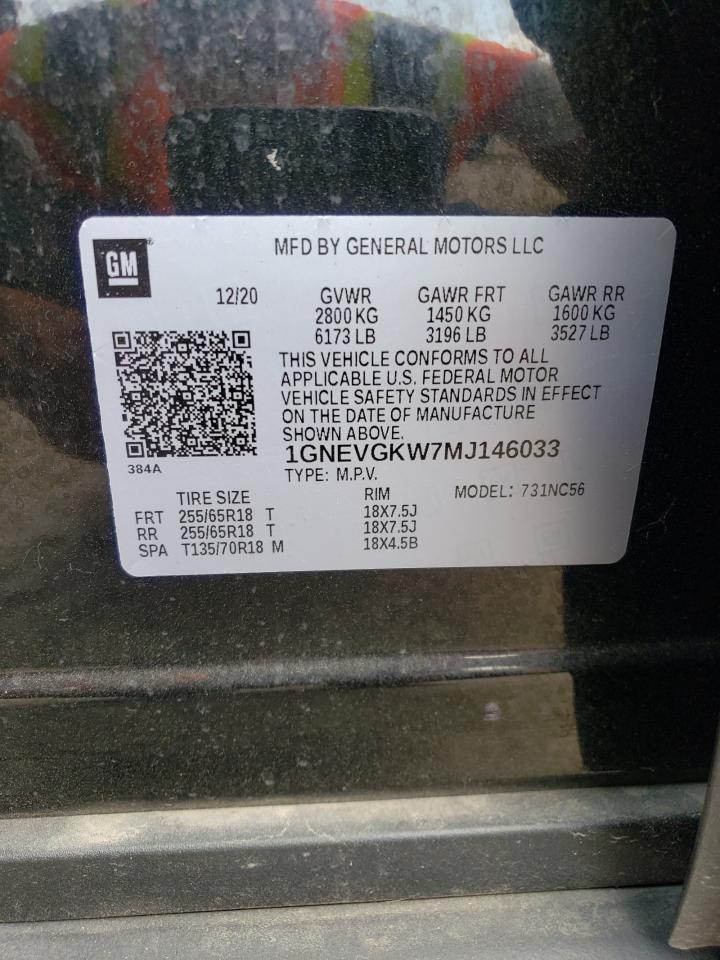 GM ® MFD BY GENERAL MOTORS LLC
12/20 GVWR GAWR FRT GAWR RR
2800 KG 1450 KG 1600 KG
6173 LB 3196 LB 3527 LB
THIS VEHICLE CONFORMS TO ALL
APPLICABLE U.S. FEDERAL MOTOR
VEHICLE SAFETY STANDARDS IN EFFECT
ON THE DATE OF MANUFACTURE
SHOWN ABOVE.
1GNEVGKW7MJ146033
384A TYPE: M.P.V.
TIRE SIZE RIM MODEL: 731NC56
FRT 255/65R18 T 18X7.5J
RR 255/65R18 T 18X7.5J
SPA T135/70R18 M 18X4.5B